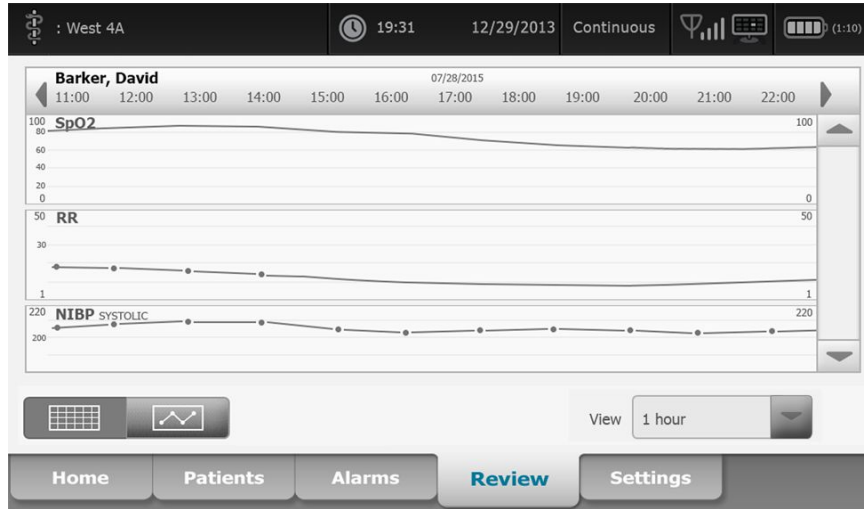 : West 4A 19:31 12/29/2013 Continuous (1:10)
Barker, David 07/28/2015
11:00 12:00 13:00 14:00 15:00 16:00 17:00 18:00 19:00 20:00 21:00 22:00
100 SpO2 100
80
60
40
20
0 0
50 RR 50
30
1 1
220 NIBP SYSTOLIC 220
200
View 1 hour
Home Patients Alarms Review Settings